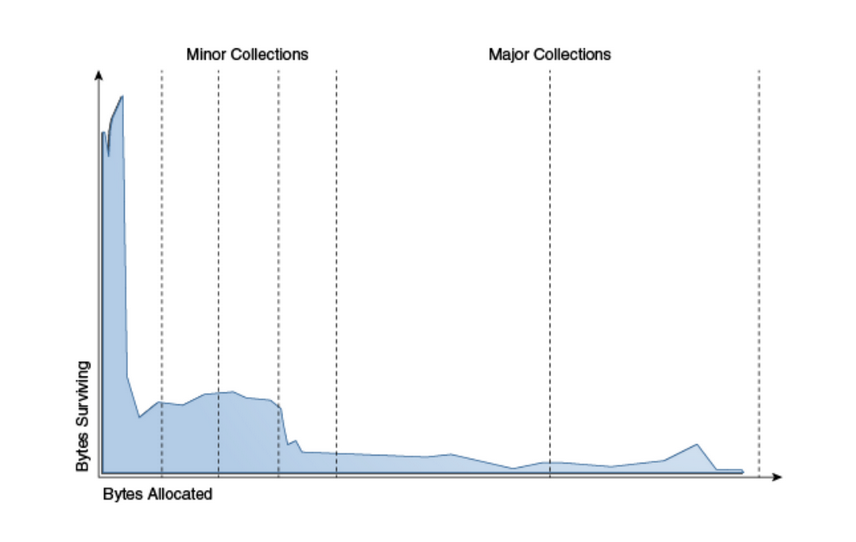 Minor Collections
Major Collections
Bytes Surviving
Bytes Allocated